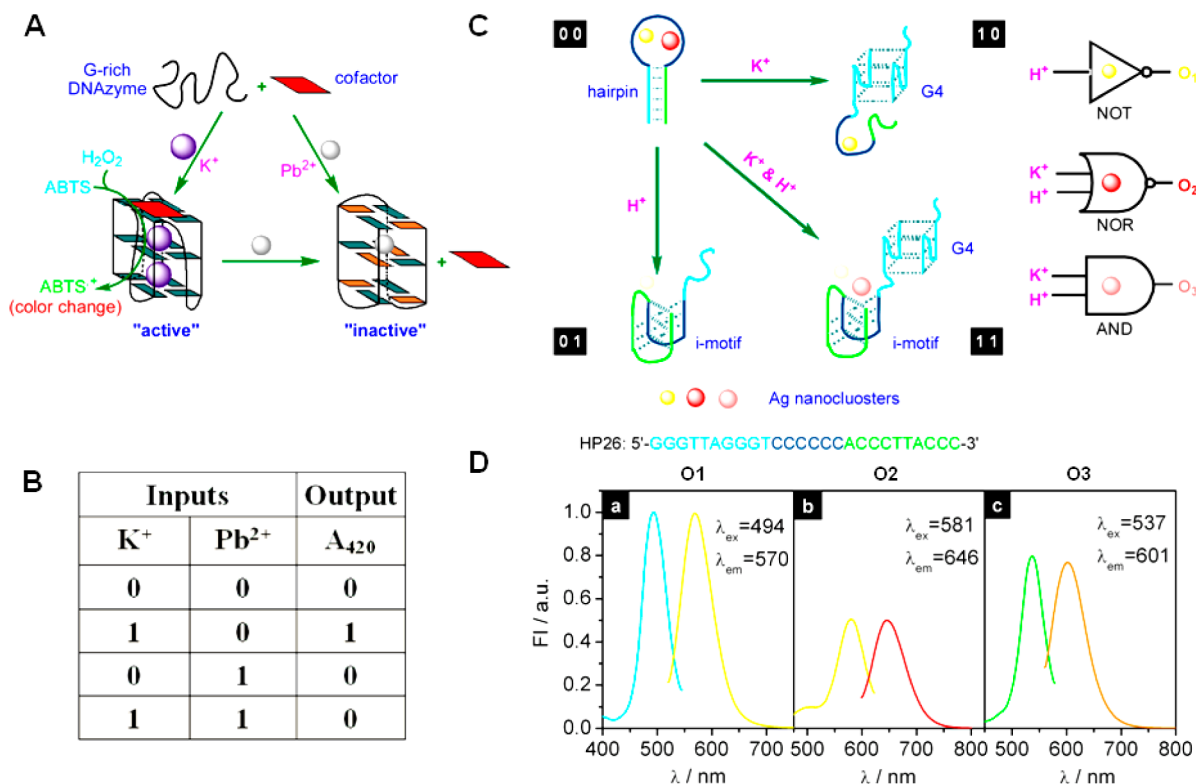 A
G-rich
DNAzyme
+
cofactor
H2O2
K+
Pb2+
ABTS
ABTS+
(color change)
+
"active"
"inactive"
B
Inputs
Output
K+ Pb2+ A420
0 0 0
1 0 1
0 1 0
1 1 0
C
0 0
hairpin
K+
G4
1 0
H+
K+ & H+
G4
0 1
i-motif
i-motif
1 1
H+ O1
NOT
K+
H+
O2
NOR
K+
H+
O3
AND
Ag nanocluosters
HP26: 5'-GGGTTAGGGTCCCCCCACCCTTACCC-3'
D
O1 O2 O3
a
λex=494
λem=570
b
λex=581
λem=646
c
λex=537
λem=601
FI / a.u.
1.0
0.8
0.6
0.4
0.2
0.0
400 500 600 700
500 600 700 800
500 600 700 800
λ / nm λ / nm λ / nm